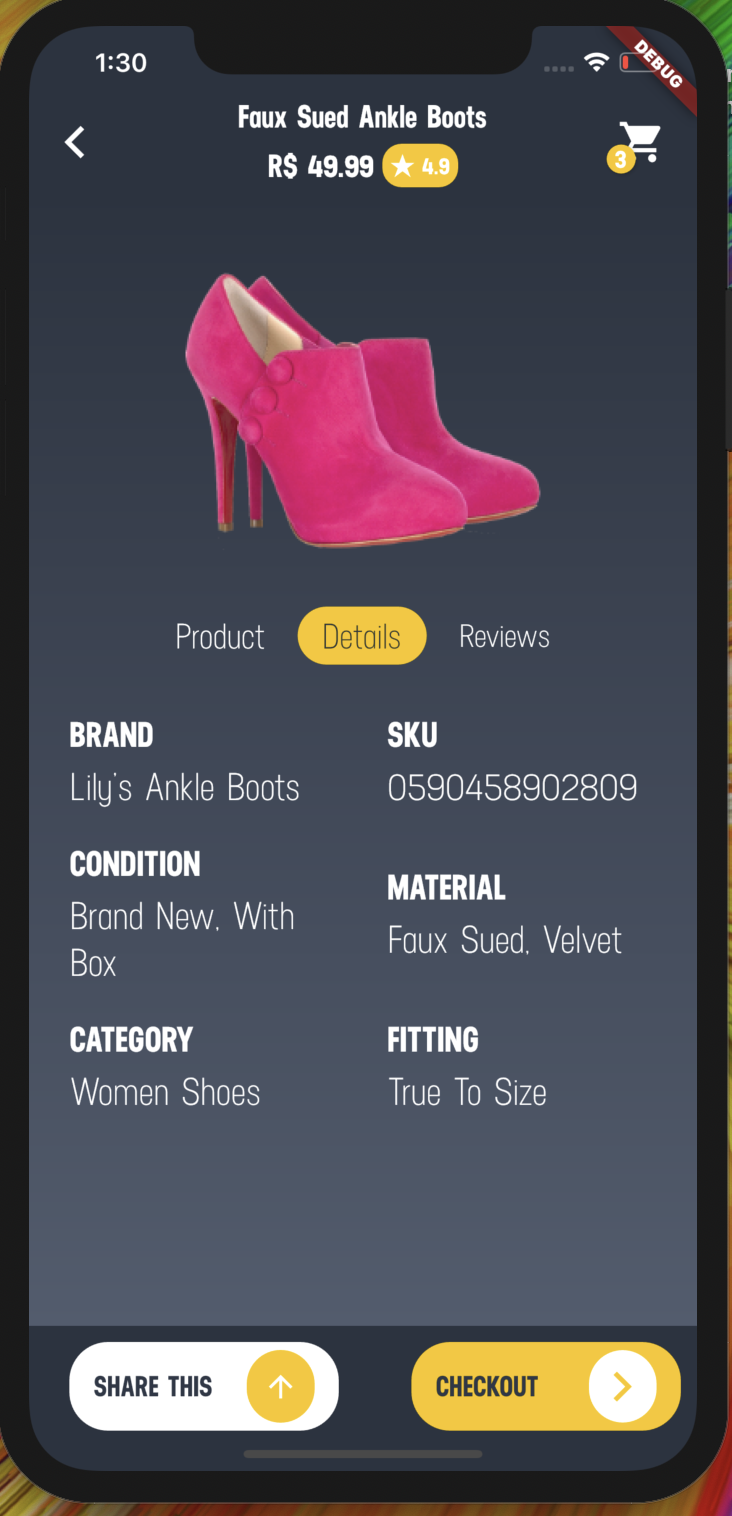 1:30
DEBUG
Faux Sued Ankle Boots
R$ 49.99 ★ 4.9
3
Product Details Reviews
BRAND SKU
Lily's Ankle Boots 0590458902809
CONDITION
Brand New, With
Box
MATERIAL
Faux Sued, Velvet
CATEGORY FITTING
Women Shoes True To Size
SHARE THIS CHECKOUT